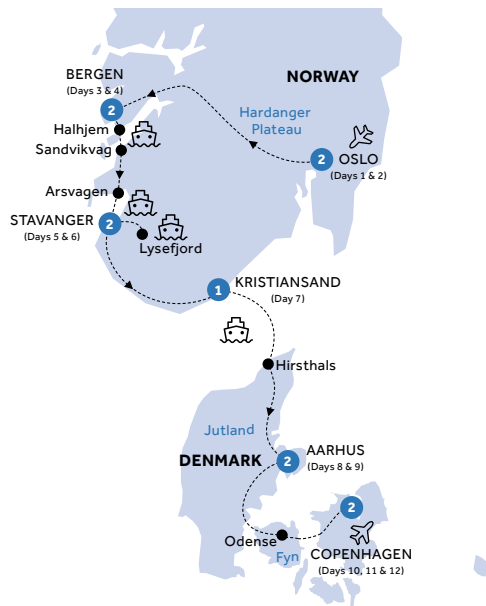 BERGEN
(Days 3 & 4)
2
NORWAY
Hardanger
Plateau
Halhjem
Sandvikvag
2
OSLO
(Days 1 & 2)
Arsvagen
STAVANGER
(Days 5 & 6)
2
Lysefjord
1
KRISTIANSAND
(Day 7)
Hirsthals
Jutland
DENMARK
2
AARHUS
(Days 8 & 9)
2
Odense
Fyn
COPENHAGEN
(Days 10, 11 & 12)